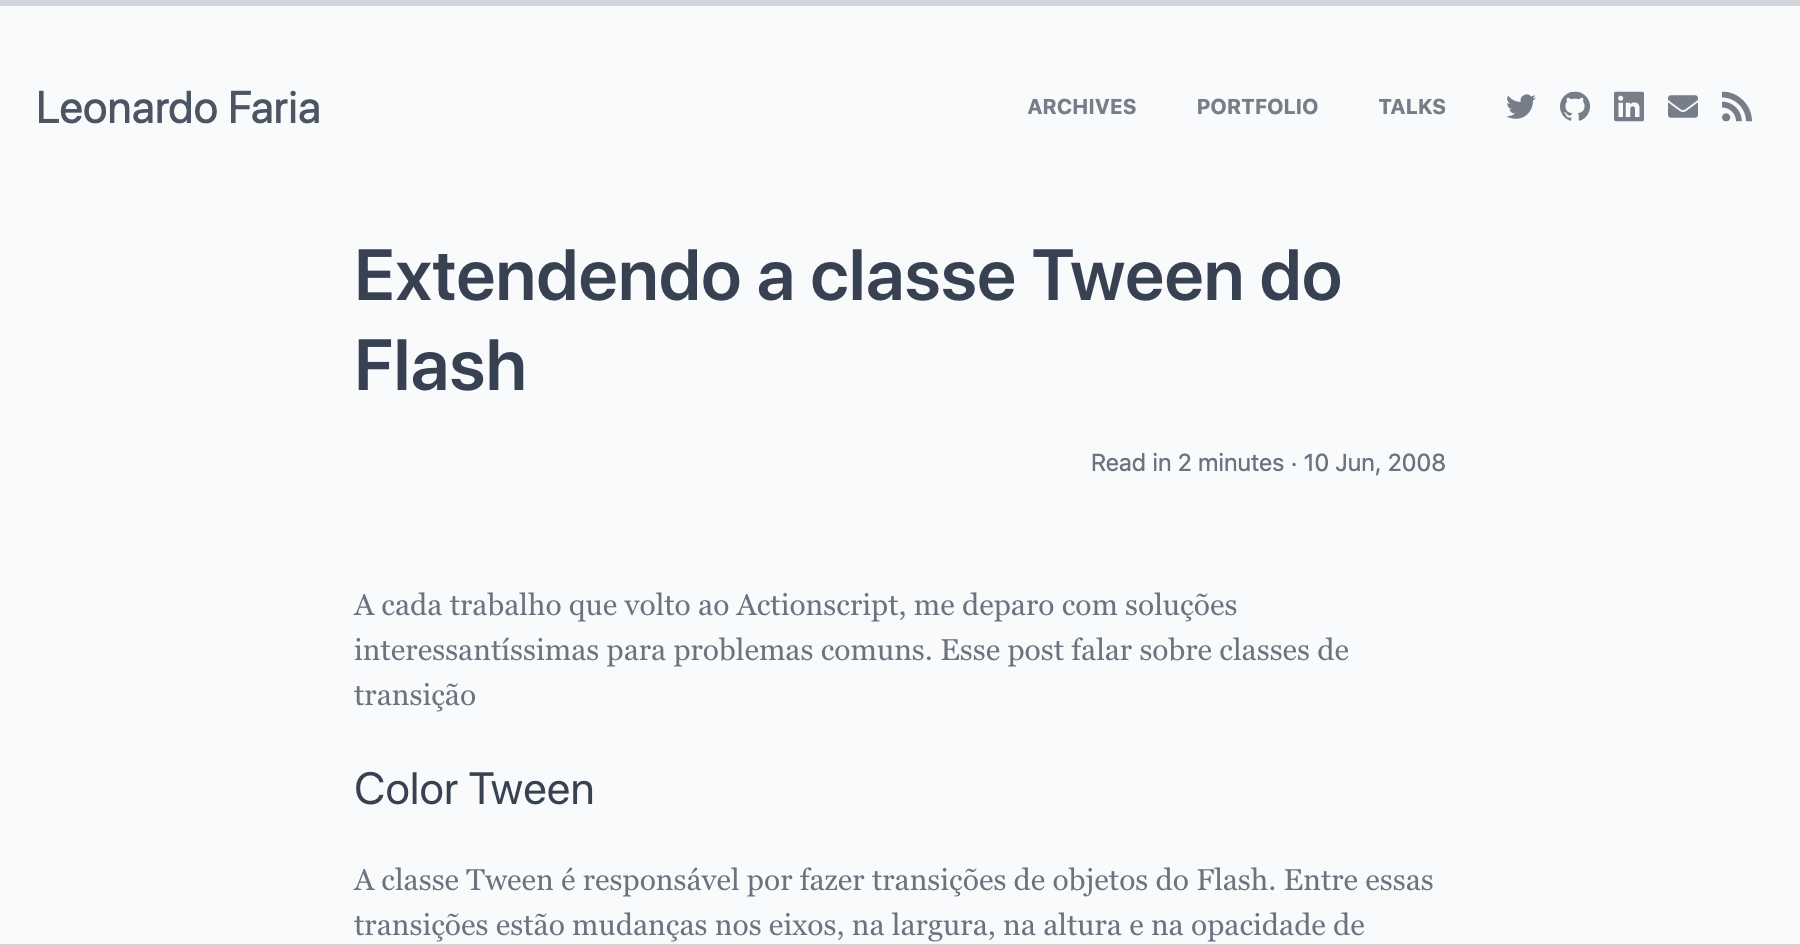 Leonardo Faria
ARCHIVES PORTFOLIO TALKS
Extendendo a classe Tween do
Flash
Read in 2 minutes · 10 Jun, 2008
A cada trabalho que volto ao Actionscript, me deparo com soluções
interessantíssimas para problemas comuns. Esse post falar sobre classes de
transição
Color Tween
A classe Tween é responsável por fazer transições de objetos do Flash. Entre essas
transições estão mudanças nos eixos, na largura, na altura e na opacidade de